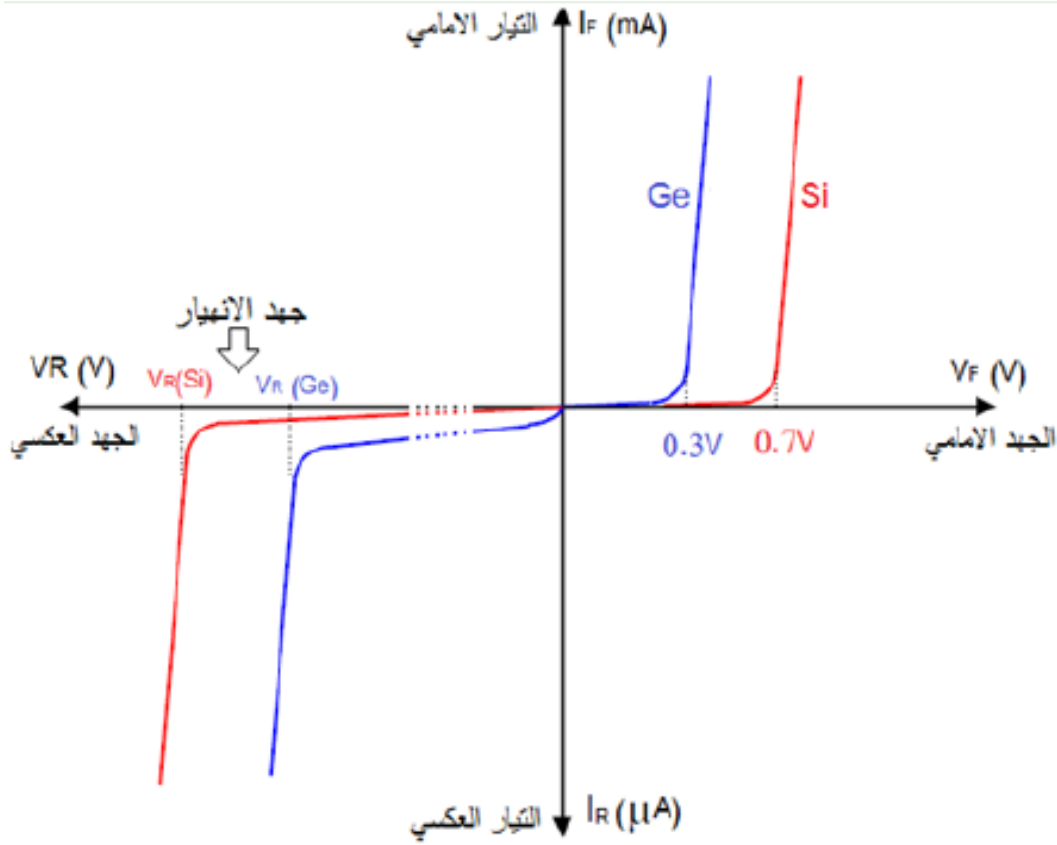 التيار الامامي
IF (mA)
Ge
Si
جهد الانهيار
VR (V)
VR(Si)
VR (Ge)
VF (V)
الجهد العكسي
0.3V
0.7V
الجهد الامامي
التيار العكسي
IR (μA)